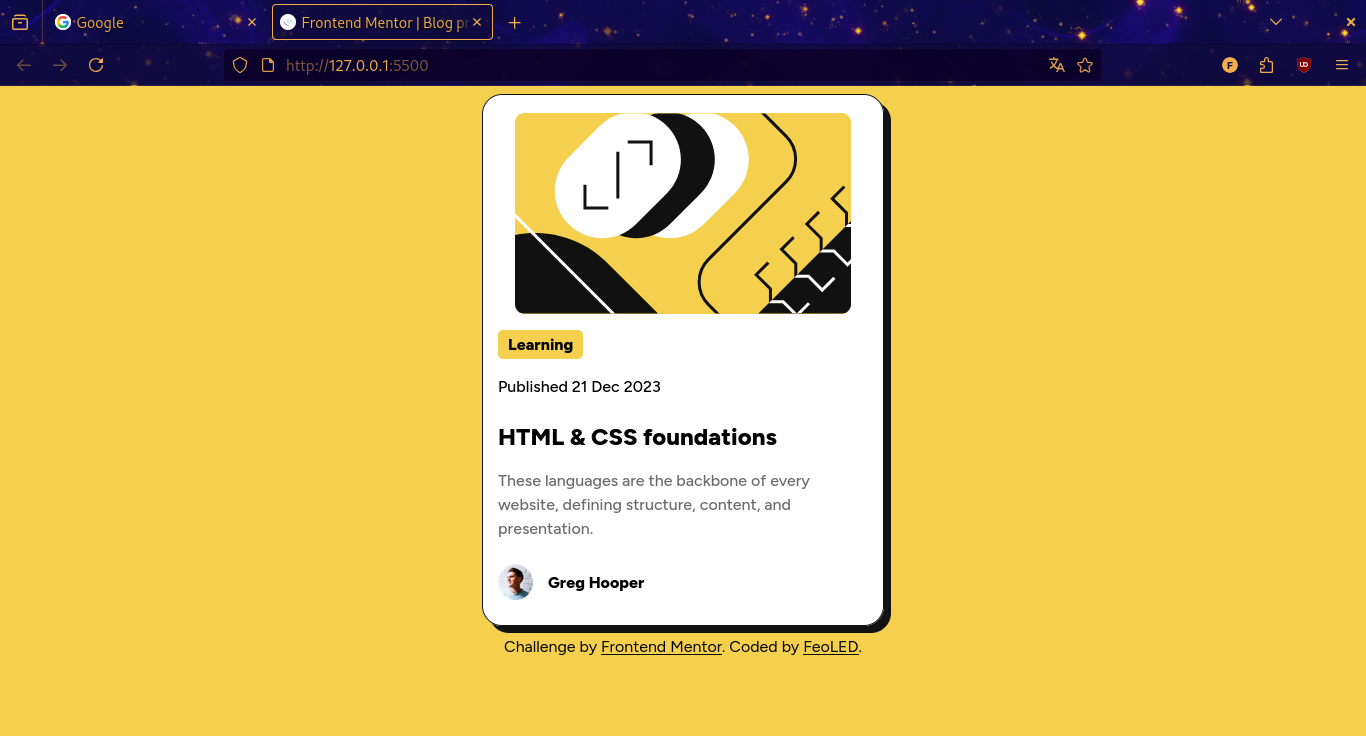 Google
Frontend Mentor | Blog pr
http://127.0.0.1:5500
F
UD
Learning
Published 21 Dec 2023
HTML & CSS foundations
These languages are the backbone of every
website, defining structure, content, and
presentation.
Greg Hooper
Challenge by Frontend Mentor. Coded by FeoLED.